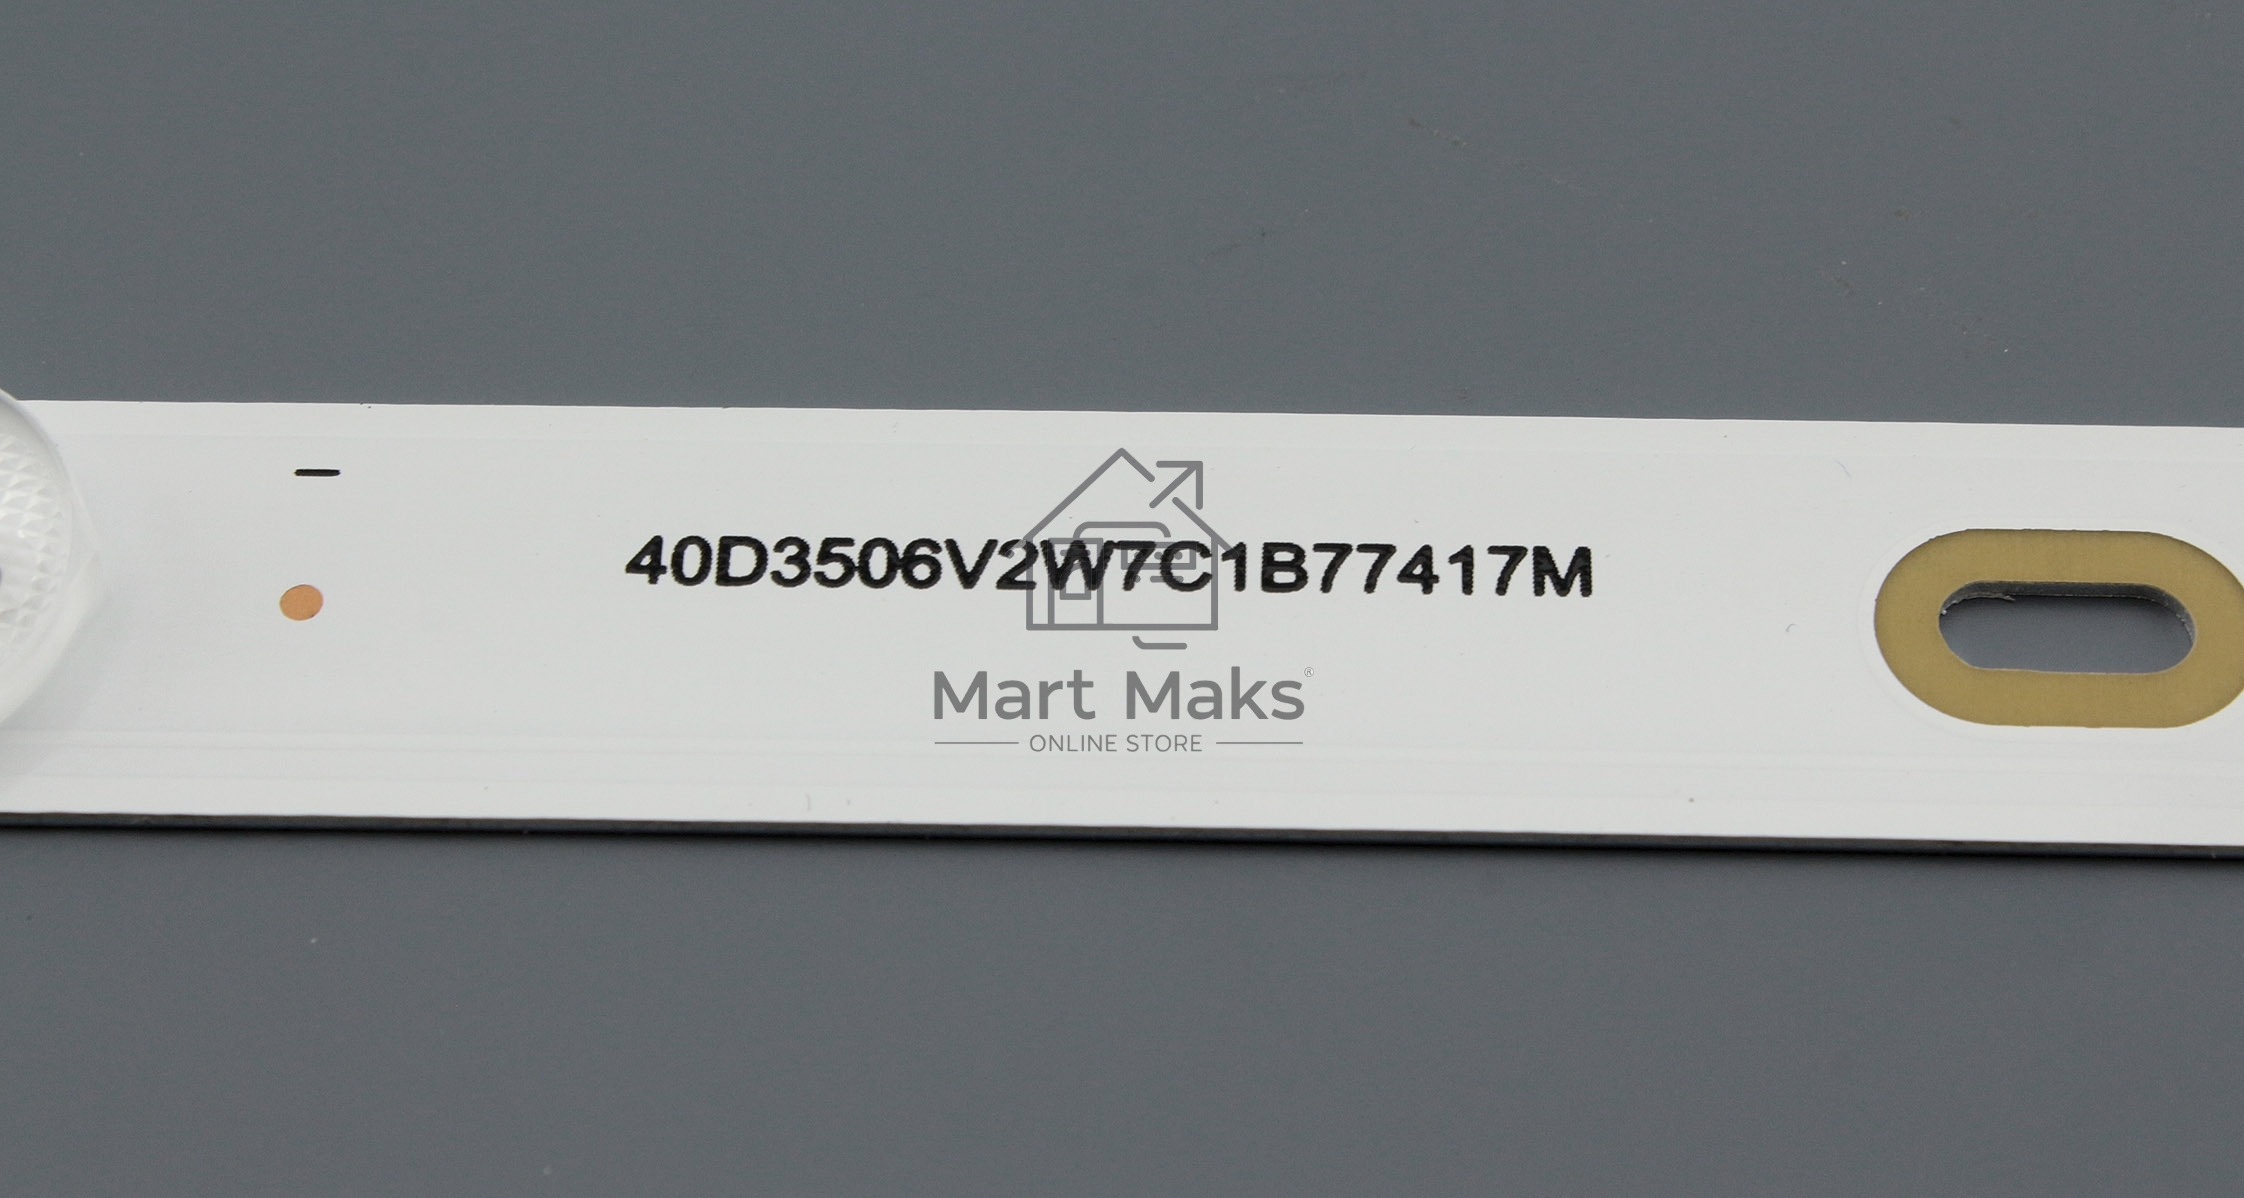 40D3506V2W7C1B77417M
Mart Maks®
ONLINE STORE